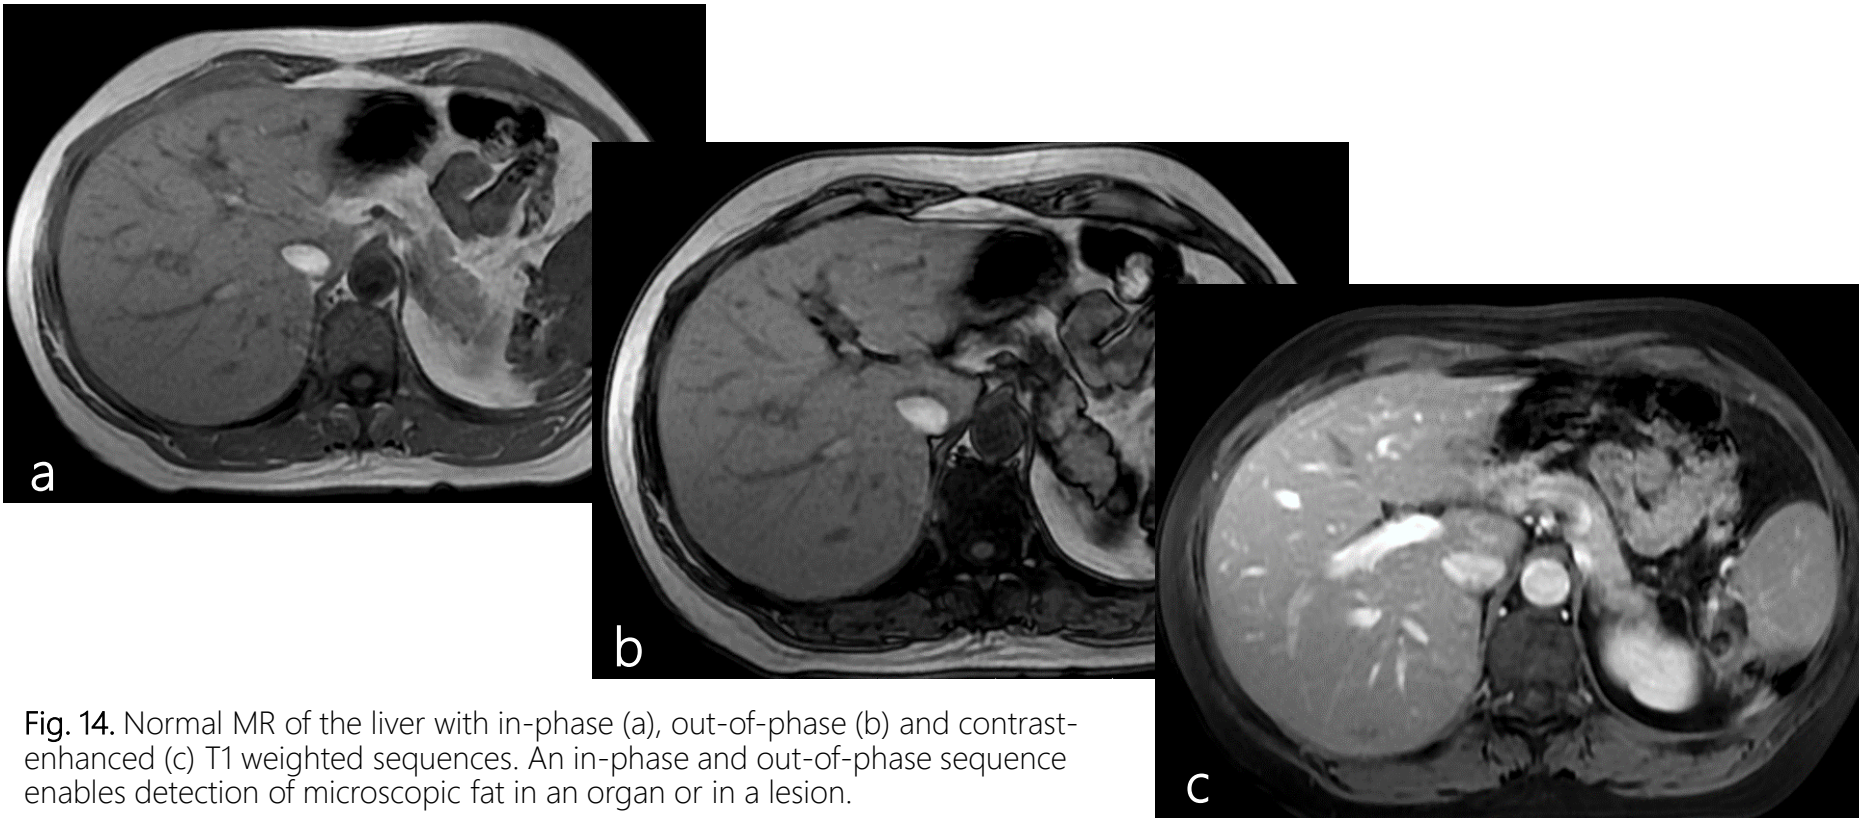 a
b
c
Fig. 14. Normal MR of the liver with in-phase (a), out-of-phase (b) and contrast-
enhanced (c) T1 weighted sequences. An in-phase and out-of-phase sequence
enables detection of microscopic fat in an organ or in a lesion.